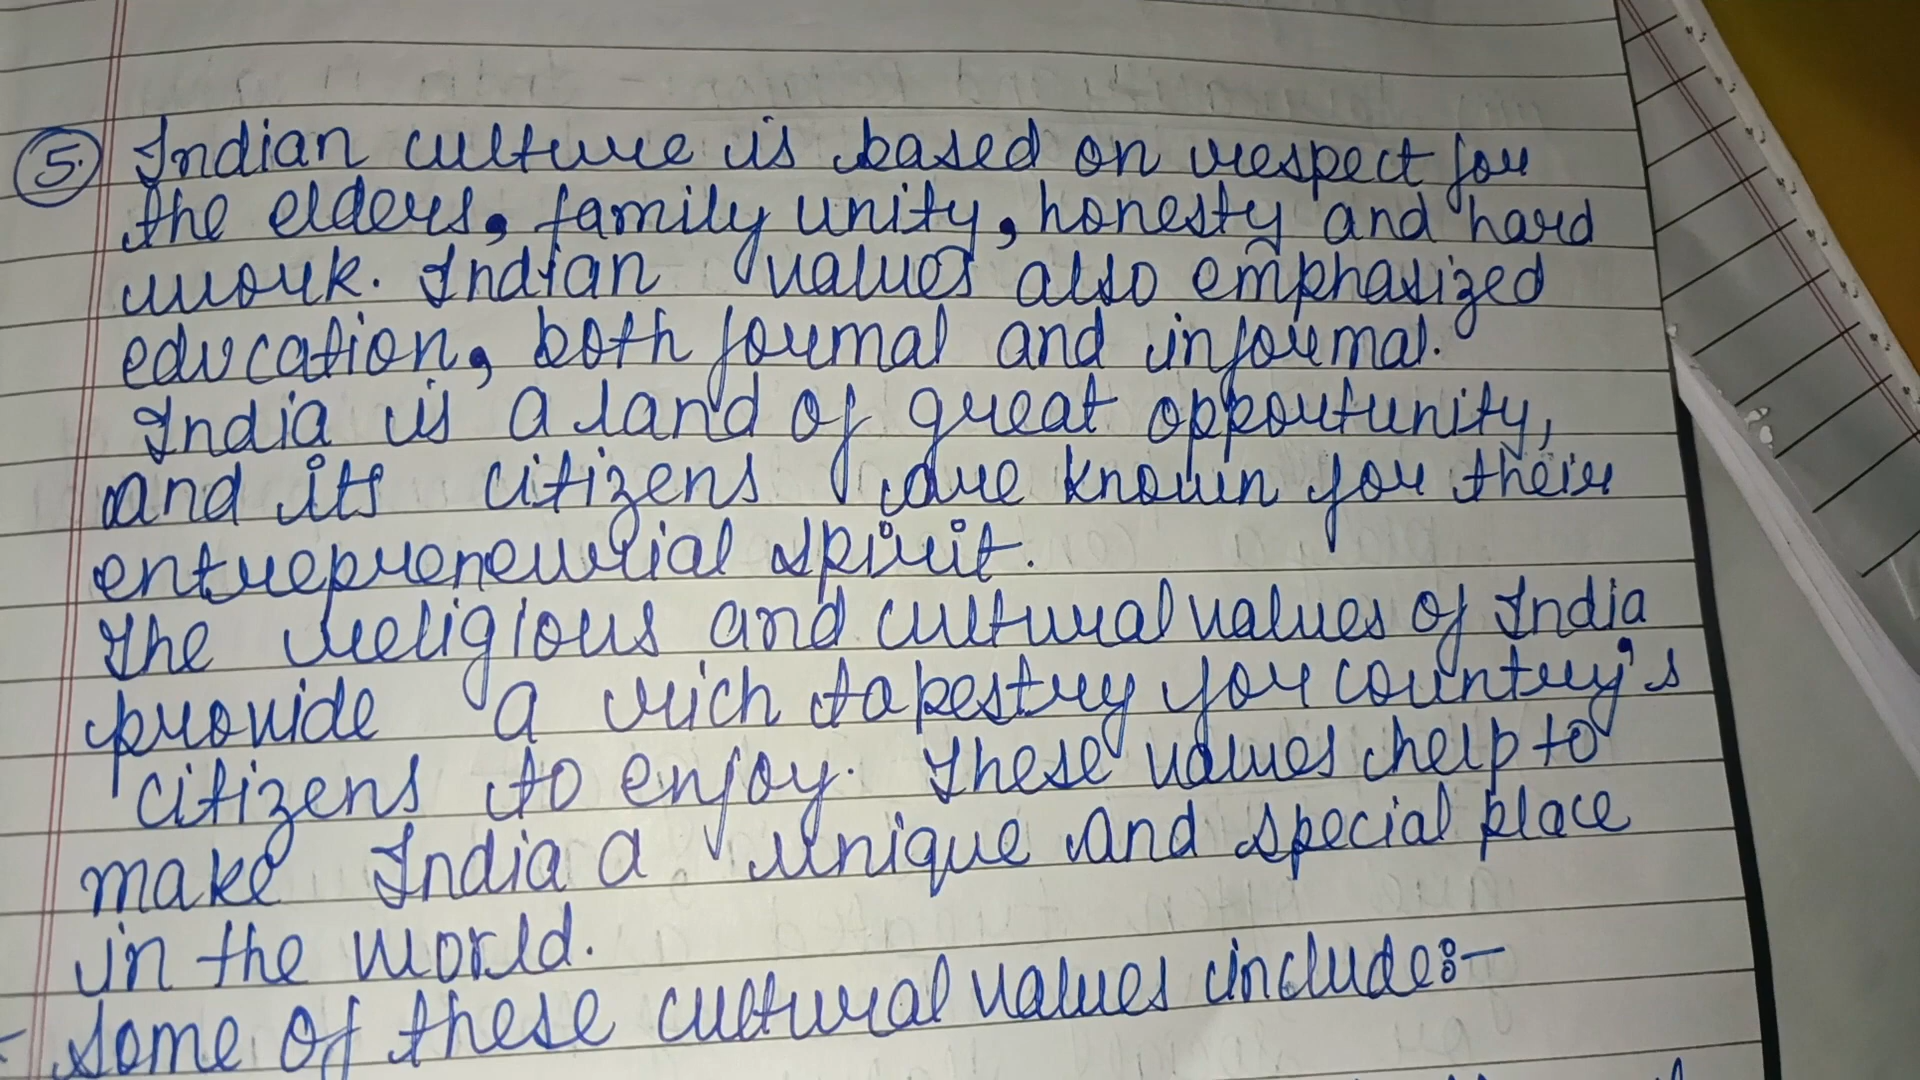 5. Indian culture is based on respect for
the elders, family unity, honesty and hard
work. Indian values also emphasized
education, both formal and informal.
India is a land of great opportunity,
and its citizens are known for their
entrepreneurial spirit.
The religious and cultural values of India
provide a rich tapestry for country's
citizens to enjoy. These values help to
make India a unique and special place
in the world.
Some of these cultural values include:-